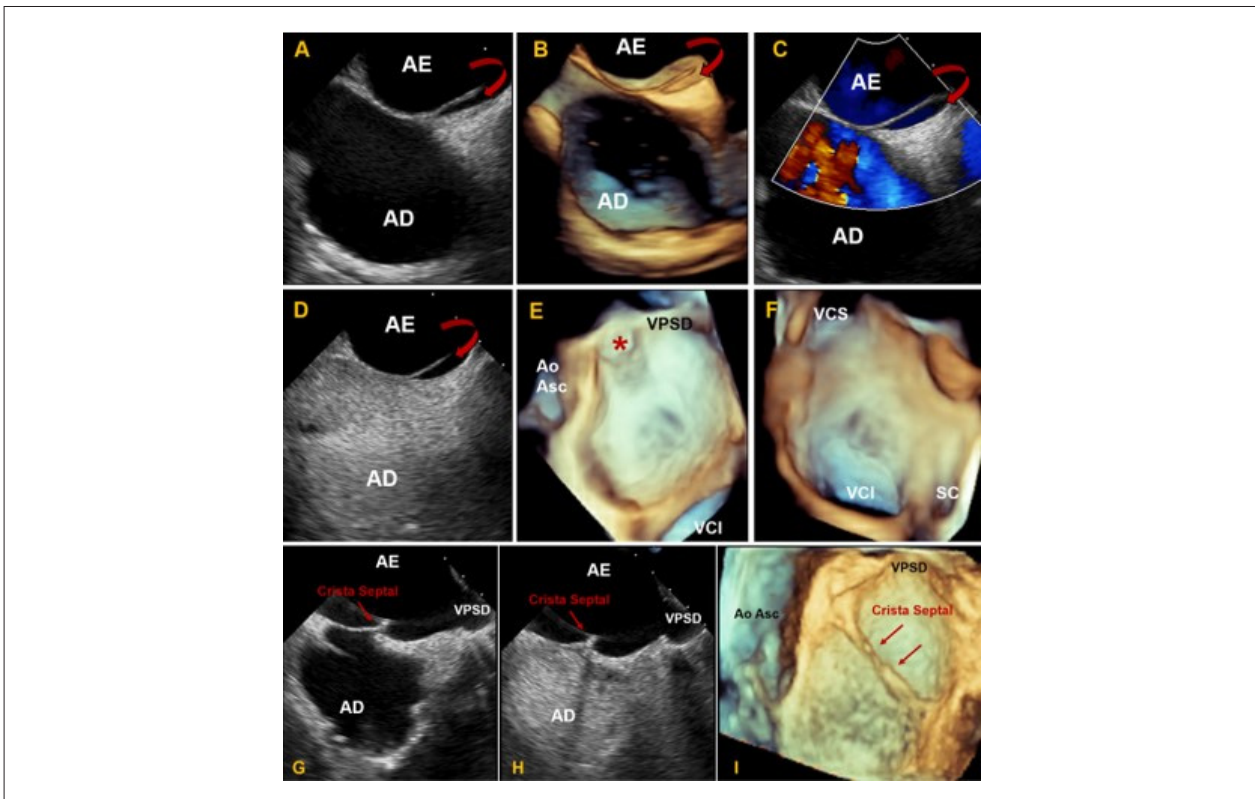 A
AE
AD
B
AE
AD
C
AE
AD
D
AE
AD
E
VPSD
*
Ao
Asc
VCI
F
VCS
VCI
SC
AE
Crista Septal
VPSD
AD
G
AE
Crista Septal
VPSD
AD
H
VPSD
Crista Septal
Ao Asc
I